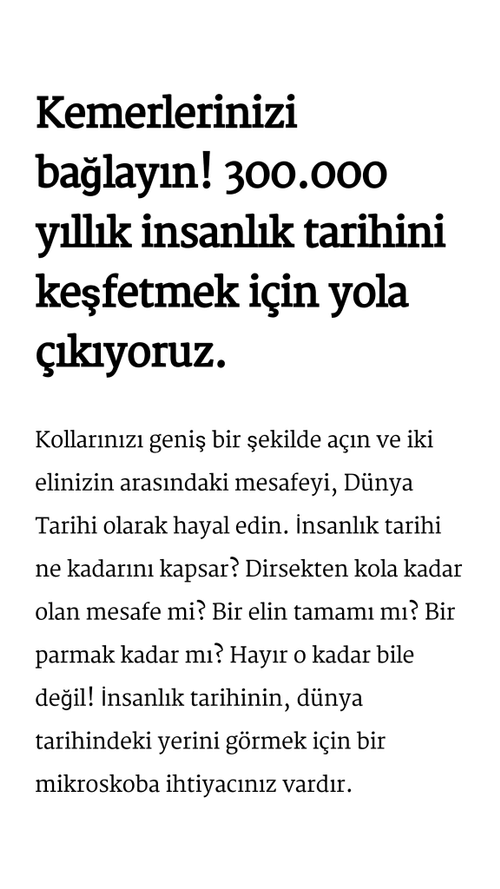 Kemerlerinizi
bağlayın! 300.000
yıllık insanlık tarihini
keşfetmek için yola
çıkıyoruz.
Kollarınızı geniş bir şekilde açın ve iki
elinizin arasındaki mesafeyi, Dünya
Tarihi olarak hayal edin. İnsanlık tarihi
ne kadarını kapsar? Dirsekten kola kadar
olan mesafe mi? Bir elin tamamı mı? Bir
parmak kadar mı? Hayır o kadar bile
değil! İnsanlık tarihinin, dünya
tarihindeki yerini görmek için bir
mikroskoba ihtiyacınız vardır.